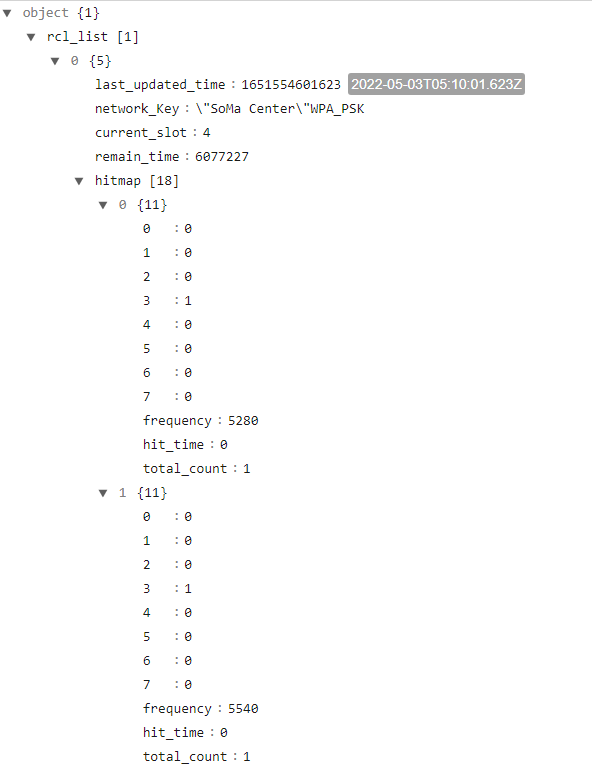 ▼ object {1}
▼ rcl_list [1]
▼ 0 {5}
last_updated_time : 1651554601623 2022-05-03T05:10:01.623Z
network_Key : \"SoMa Center\"WPA_PSK
current_slot : 4
remain_time : 6077227
▼ hitmap [18]
▼ 0 {11}
0 : 0
1 : 0
2 : 0
3 : 1
4 : 0
5 : 0
6 : 0
7 : 0
frequency : 5280
hit_time : 0
total_count : 1
▼ 1 {11}
0 : 0
1 : 0
2 : 0
3 : 1
4 : 0
5 : 0
6 : 0
7 : 0
frequency : 5540
hit_time : 0
total_count : 1